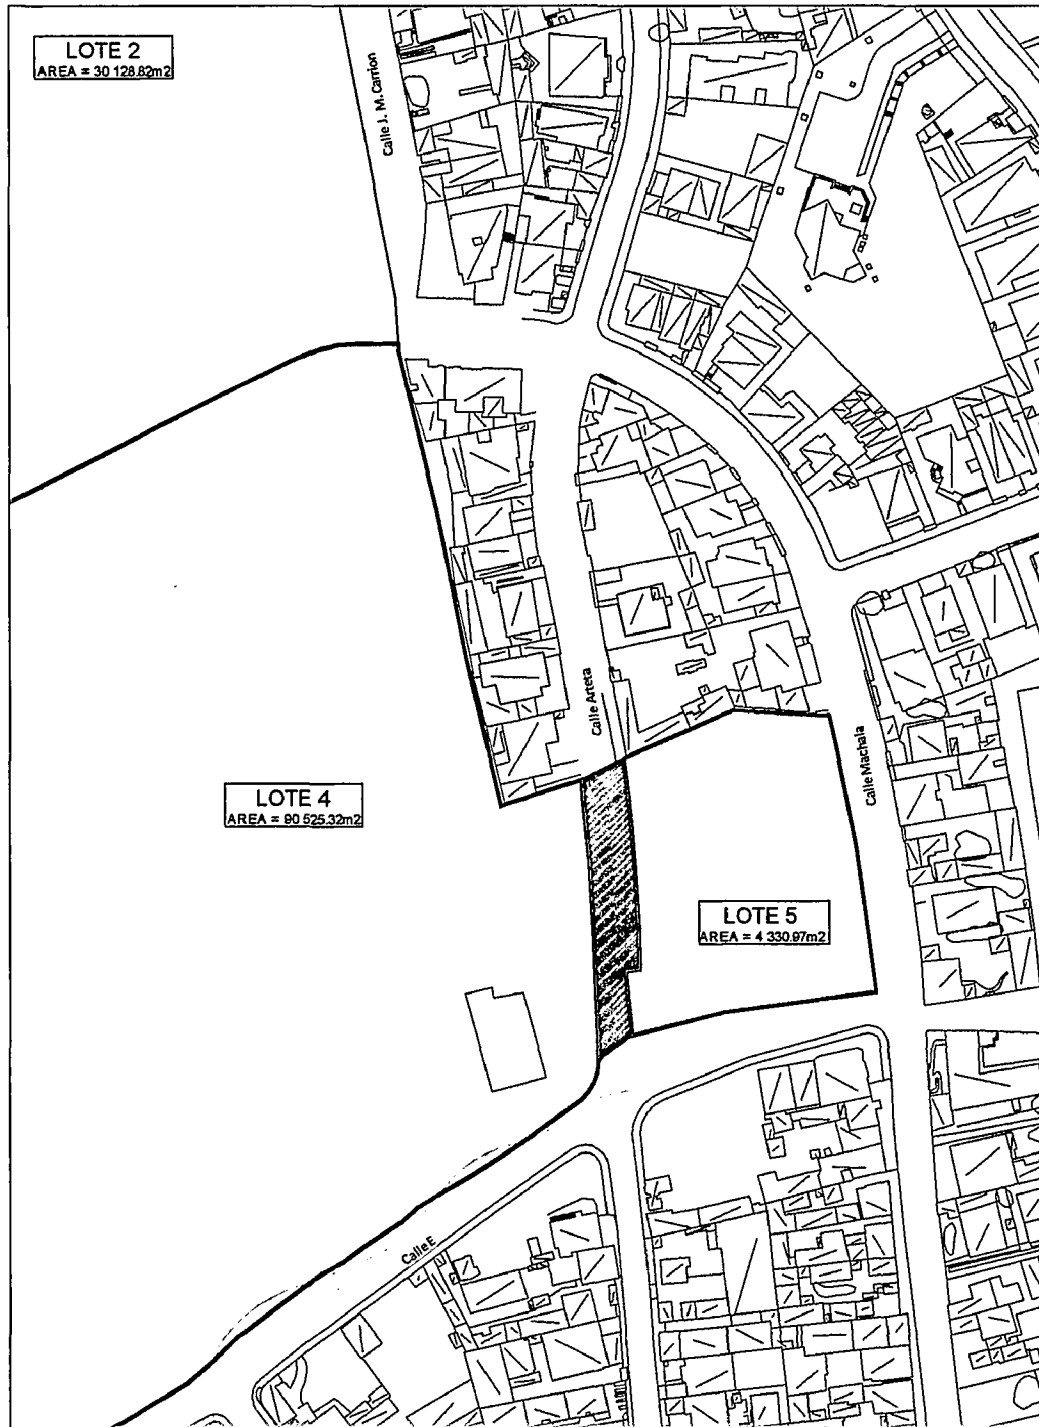 LOTE 2
AREA = 30 128.82m2
Calle J. M. Carrion
Calle Arteta
Calle Machala
LOTE 4
AREA = 90 525.32m2
LOTE 5
AREA = 4 330.97m2
Calle E